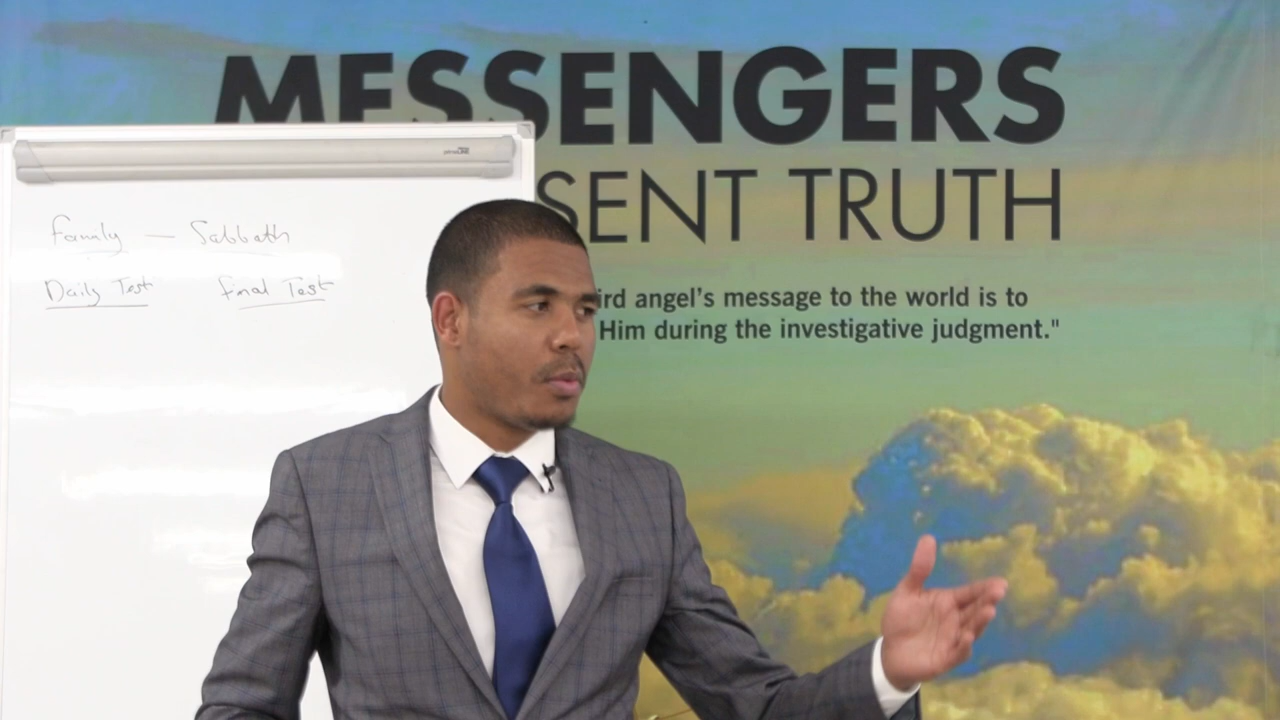 MESSENGERS
SENT TRUTH
ird angel's message to the world is to
Him during the investigative judgment."
Family — Sabbath
Daily Test Final Test